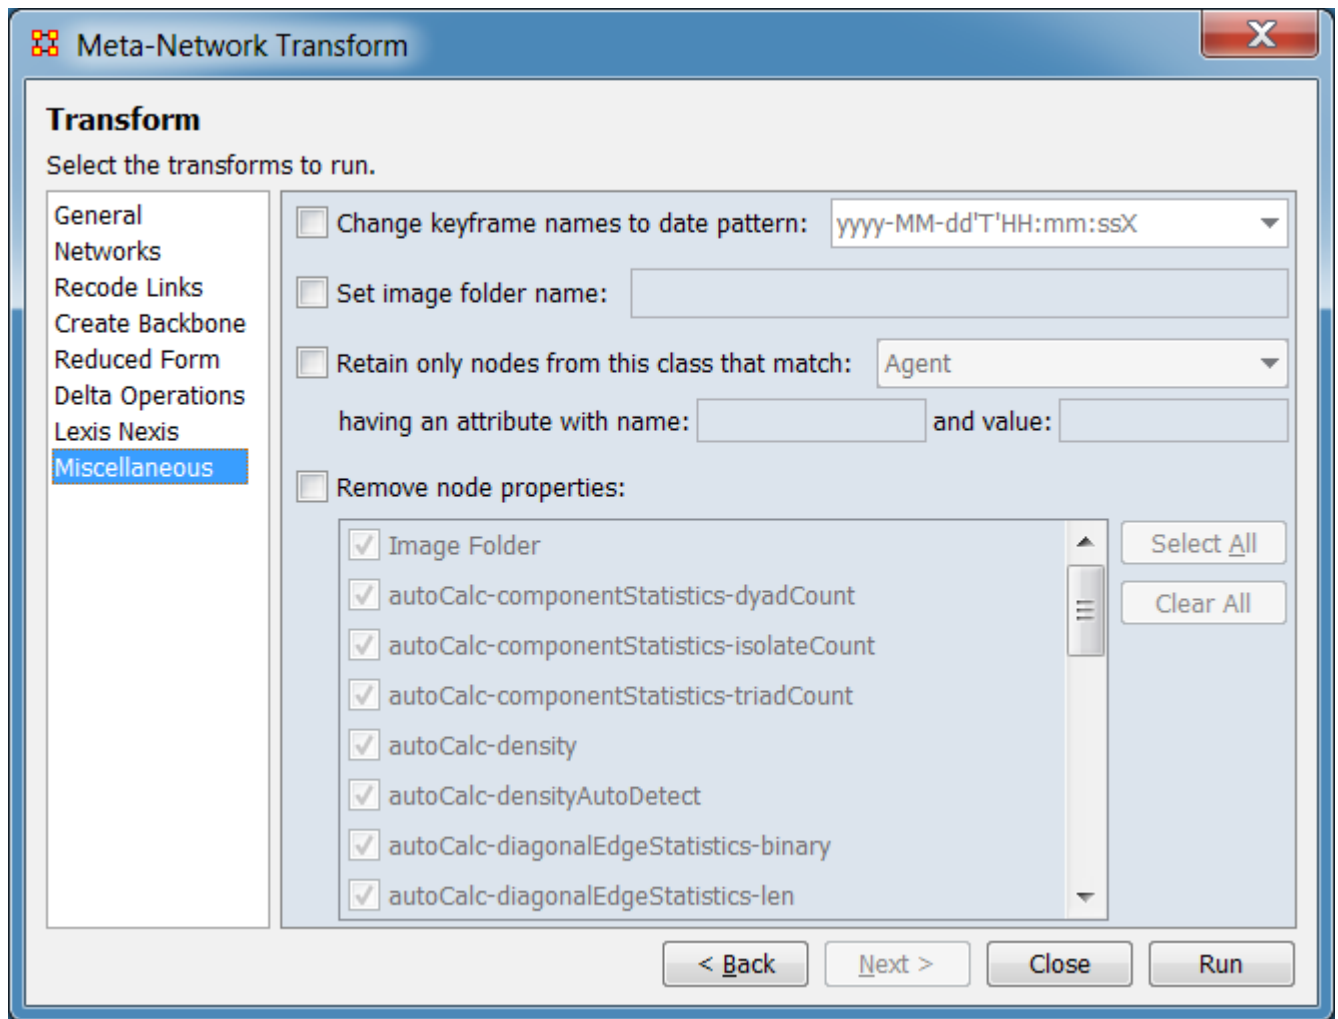 Meta-Network Transform
X
Transform
Select the transforms to run.
General
Networks
Recode Links
Create Backbone
Reduced Form
Delta Operations
Lexis Nexis
Miscellaneous
Change keyframe names to date pattern: yyyy-MM-dd'T'HH:mm:ssX
Set image folder name:
Retain only nodes from this class that match: Agent
having an attribute with name: and value:
Remove node properties:
Image Folder
autoCalc-componentStatistics-dyadCount
autoCalc-componentStatistics-isolateCount
autoCalc-componentStatistics-triadCount
autoCalc-density
autoCalc-densityAutoDetect
autoCalc-diagonalEdgeStatistics-binary
autoCalc-diagonalEdgeStatistics-len
Select All
Clear All
< Back Next > Close Run